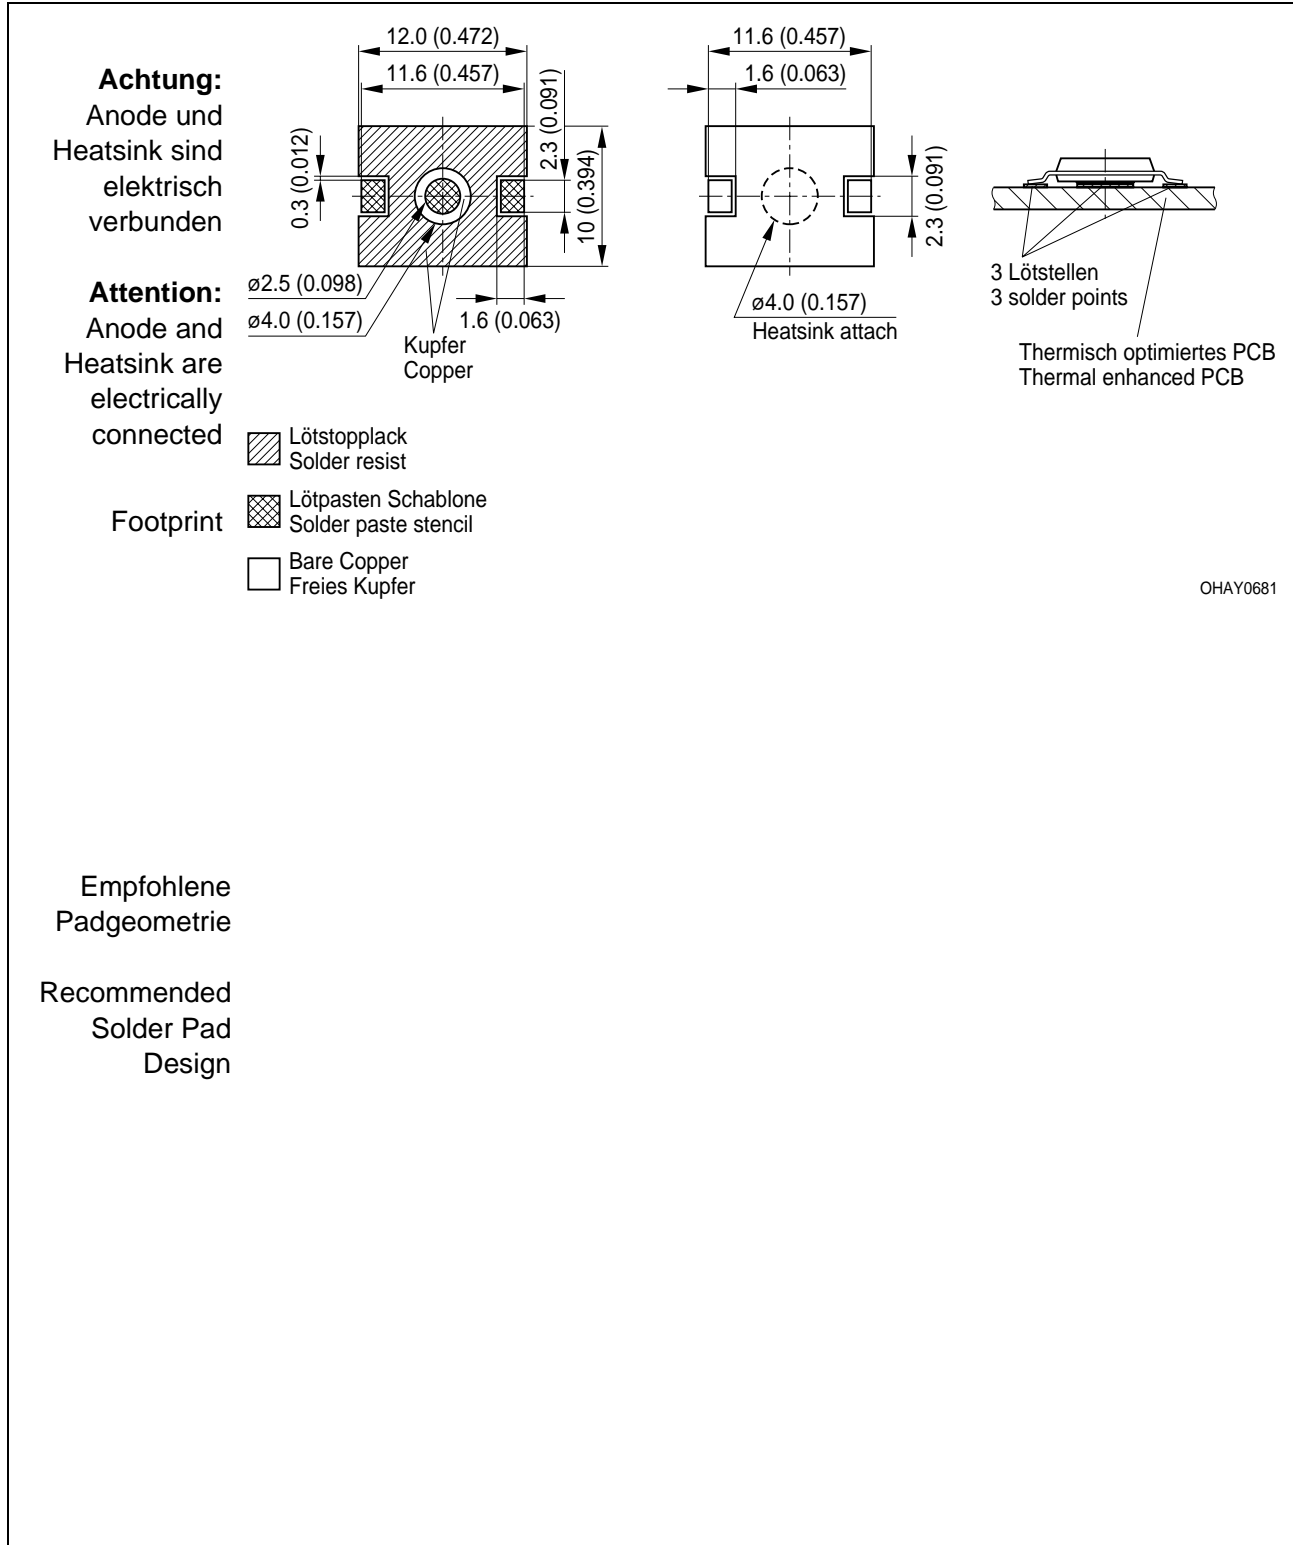 Achtung:
Anode und
Heatsink sind
elektrisch
verbunden
Attention:
Anode and
Heatsink are
electrically
connected
Footprint
12.0 (0.472)
11.6 (0.457)
0.3 (0.012)
2.3 (0.091)
10 (0.394)
ø2.5 (0.098)
ø4.0 (0.157)
1.6 (0.063)
Kupfer
Copper
11.6 (0.457)
1.6 (0.063)
2.3 (0.091)
ø4.0 (0.157)
Heatsink attach
3 Lötstellen
3 solder points
Thermisch optimiertes PCB
Thermal enhanced PCB
Lötstopplack
Solder resist
Lötpasten Schablone
Solder paste stencil
Bare Copper
Freies Kupfer
OHAY0681
Empfohlene
Padgeometrie
Recommended
Solder Pad
Design